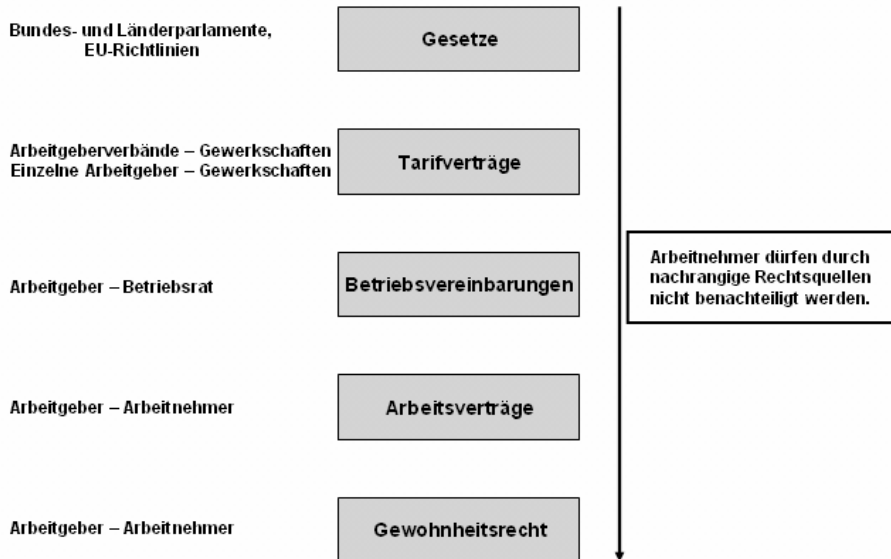 Bundes- und Länderparlamente,
EU-Richtlinien
Gesetze
Arbeitgeberverbände – Gewerkschaften
Einzelne Arbeitgeber – Gewerkschaften
Tarifverträge
Arbeitgeber – Betriebsrat
Betriebsvereinbarungen
Arbeitnehmer dürfen durch
nachrangige Rechtsquellen
nicht benachteiligt werden.
Arbeitgeber – Arbeitnehmer
Arbeitsverträge
Arbeitgeber – Arbeitnehmer
Gewohnheitsrecht